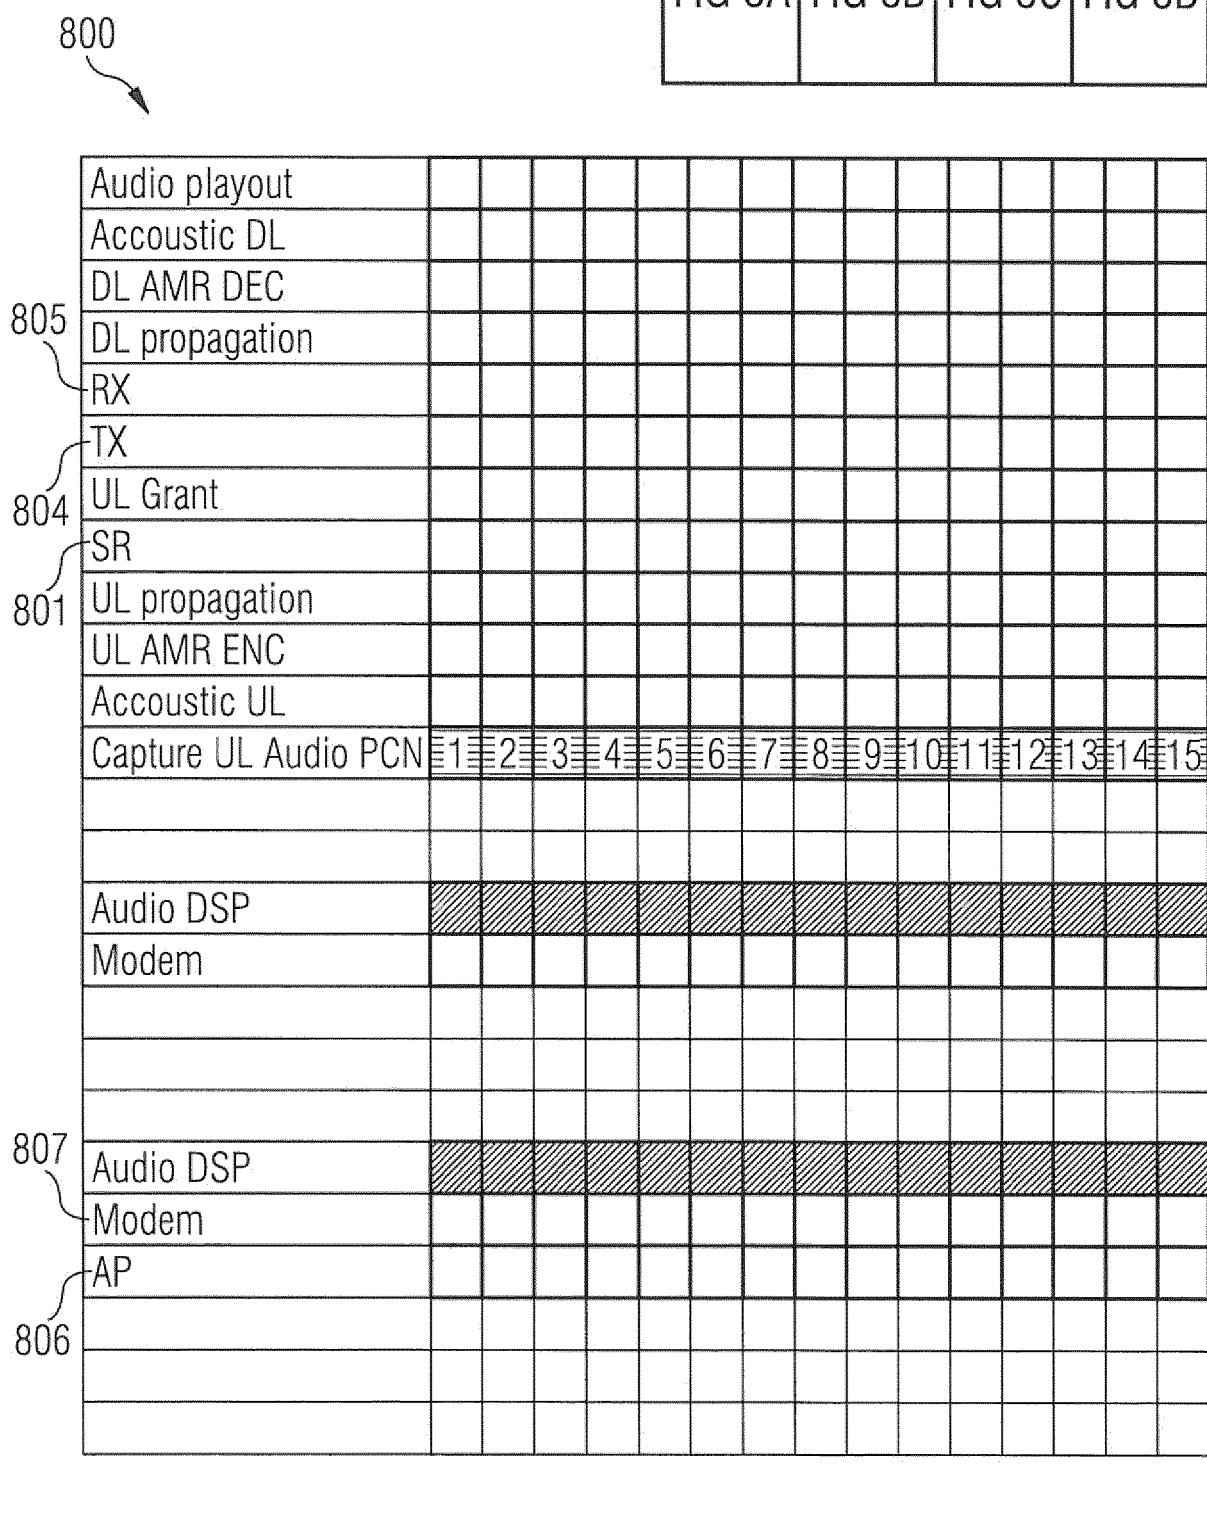 800
Audio playout
Accoustic DL
DL AMR DEC
805
DL propagation
RX
TX
804
UL Grant
SR
801
UL propagation
UL AMR ENC
Accoustic UL
Capture UL Audio PCN 1 2 3 4 5 6 7 8 9 10 11 12 13 14 15
Audio DSP
Modem
807
Audio DSP
Modem
AP
806